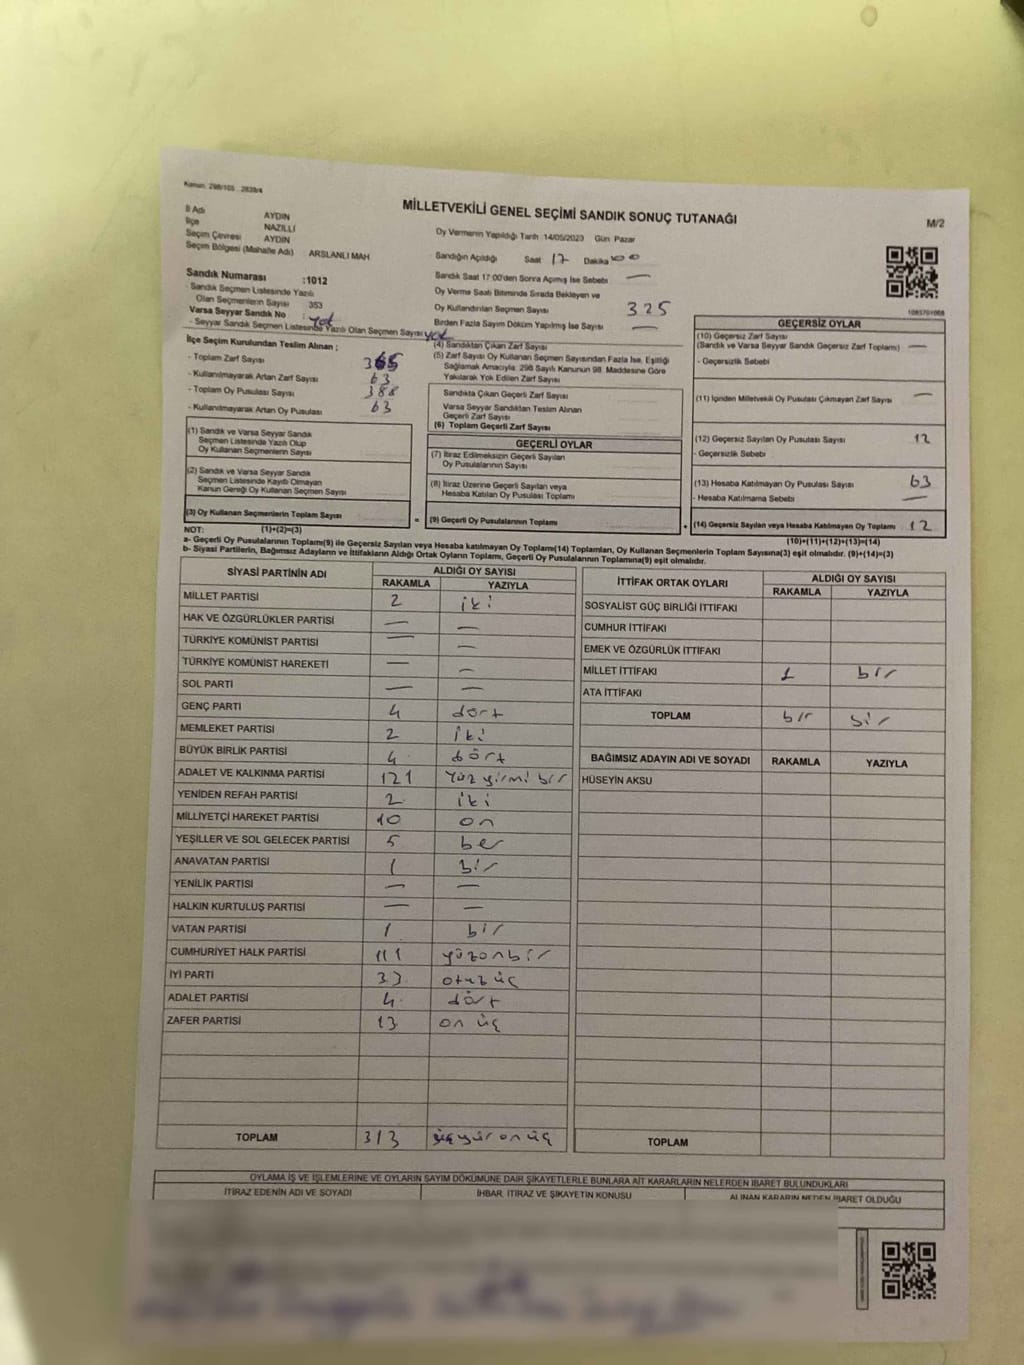 Kanun: 298/105 , 2839/4
MİLLETVEKİLİ GENEL SEÇİMİ SANDIK SONUÇ TUTANAĞI
M/2
İl Adı AYDIN
İlçe NAZİLLİ
Seçim Çevresi AYDIN
Seçim Bölgesi (Mahalle Adı) ARSLANLI MAH
Sandık Numarası :1012
- Sandık Seçmen Listesinde Yazılı
Olan Seçmenlerin Sayısı 353
Varsa Seyyar Sandık No : Yok
- Seyyar Sandık Seçmen Listesinde Yazılı Olan Seçmen Sayısı yok
Oy Vermenin Yapıldığı Tarih 14/05/2023 Gün Pazar
Sandığın Açıldığı Saat 17 Dakika 00
Sandık Saat 17:00'den Sonra Açımış İse Sebebi —
Oy Verme Saati Bitiminde Sırada Bekleyen ve
Oy Kullandırılan Seçmen Sayısı 325
Birden Fazla Sayım Döküm Yapılmış İse Sayısı —
İlçe Seçim Kurulundan Teslim Alınan ;
- Toplam Zarf Sayısı 365
- Kullanılmayarak Artan Zarf Sayısı 63
- Toplam Oy Pusulası Sayısı 388
- Kullanılmayarak Artan Oy Pusulası 63
(1) Sandık ve Varsa Seyyar Sandık
Seçmen Listesinde Yazılı Olup
Oy Kullanan Seçmenlerin Sayısı
(2) Sandık ve Varsa Seyyar Sandık
Seçmen Listesinde Kayıtlı Olmayan
Kanun Gereği Oy Kullanan Seçmen Sayısı
(3) Oy Kullanan Seçmenlerin Toplam Sayısı
(4) Sandıktan Çıkan Zarf Sayısı
(5) Zarf Sayısı Oy Kullanan Seçmen Sayısından Fazla İse, Eşitliği
Sağlamak Amacıyla, 298 Sayılı Kanunun 98. Maddesine Göre
Yakılarak Yok Edilen Zarf Sayısı
Sandıkta Çıkan Geçerli Zarf Sayısı
Varsa Seyyar Sandıktan Teslim Alınan
Geçerli Zarf Sayısı
(6) Toplam Geçerli Zarf Sayısı
GEÇERLİ OYLAR
(7) İtiraz Edilmeksizin Geçerli Sayılan
Oy Pusulalarının Sayısı
(8) İtiraz Üzerine Geçerli Sayılan veya
Hesaba Katılan Oy Pusulası Toplamı
= (9) Geçerli Oy Pusulalarının Toplamı
1083701068
GEÇERSİZ OYLAR
(10) Geçersiz Zarf Sayısı
(Sandık ve Varsa Seyyar Sandık Geçersiz Zarf Toplamı) —
- Geçersizlik Sebebi
(11) İçinden Milletvekili Oy Pusulası Çıkmayan Zarf Sayısı —
(12) Geçersiz Sayılan Oy Pusulası Sayısı 12
- Geçersizlik Sebebi
(13) Hesaba Katılmayan Oy Pusulası Sayısı 63
- Hesaba Katılmama Sebebi —
+ (14) Geçersiz Sayılan veya Hesaba Katılmayan Oy Toplamı 12
NOT: (1)+(2)=(3) (10)+(11)+(12)+(13)=(14)
a- Geçerli Oy Pusulalarının Toplamı(9) ile Geçersiz Sayılan veya Hesaba katılmayan Oy Toplamı(14) Toplamları, Oy Kullanan Seçmenlerin Toplam Sayısına(3) eşit olmalıdır. (9)+(14)=(3)
b- Siyasi Partilerin, Bağımsız Adayların ve İttifakların Aldığı Ortak Oyların Toplamı, Geçerli Oy Pusulalarının Toplamına(9) eşit olmalıdır.
SİYASİ PARTİNİN ADI ALDIĞI OY SAYISI
RAKAMLA YAZIYLA
MİLLET PARTİSİ 2 iki
HAK VE ÖZGÜRLÜKLER PARTİSİ — —
TÜRKİYE KOMÜNİST PARTİSİ — —
TÜRKİYE KOMÜNİST HAREKETİ — —
SOL PARTİ — —
GENÇ PARTİ 4 dört
MEMLEKET PARTİSİ 2 iki
BÜYÜK BİRLİK PARTİSİ 4 dört
ADALET VE KALKINMA PARTİSİ 121 yüz yirmi bir
YENİDEN REFAH PARTİSİ 2 iki
MİLLİYETÇİ HAREKET PARTİSİ 10 on
YEŞİLLER VE SOL GELECEK PARTİSİ 5 beş
ANAVATAN PARTİSİ 1 bir
YENİLİK PARTİSİ — —
HALKIN KURTULUŞ PARTİSİ — —
VATAN PARTİSİ 1 bir
CUMHURİYET HALK PARTİSİ 111 yüzonbir
İYİ PARTİ 33 otuz üç
ADALET PARTİSİ 4 dört
ZAFER PARTİSİ 13 on üç
TOPLAM 313 üçyüz on üç
İTTİFAK ORTAK OYLARI ALDIĞI OY SAYISI
RAKAMLA YAZIYLA
SOSYALİST GÜÇ BİRLİĞİ İTTİFAKI
CUMHUR İTTİFAKI
EMEK VE ÖZGÜRLÜK İTTİFAKI
MİLLET İTTİFAKI 1 bir
ATA İTTİFAKI
TOPLAM bir bir
BAĞIMSIZ ADAYIN ADI VE SOYADI RAKAMLA YAZIYLA
HÜSEYİN AKSU
TOPLAM
OYLAMA İŞ VE İŞLEMLERİNE VE OYLARIN SAYIM DÖKÜMÜNE DAİR ŞİKAYETLERLE BUNLARA AİT KARARLARIN NELERDEN İBARET BULUNDUKLARI
İTİRAZ EDENİN ADI VE SOYADI İHBAR, İTİRAZ VE ŞİKAYETİN KONUSU ALINAN KARARIN NEDEN İBARET OLDUĞU